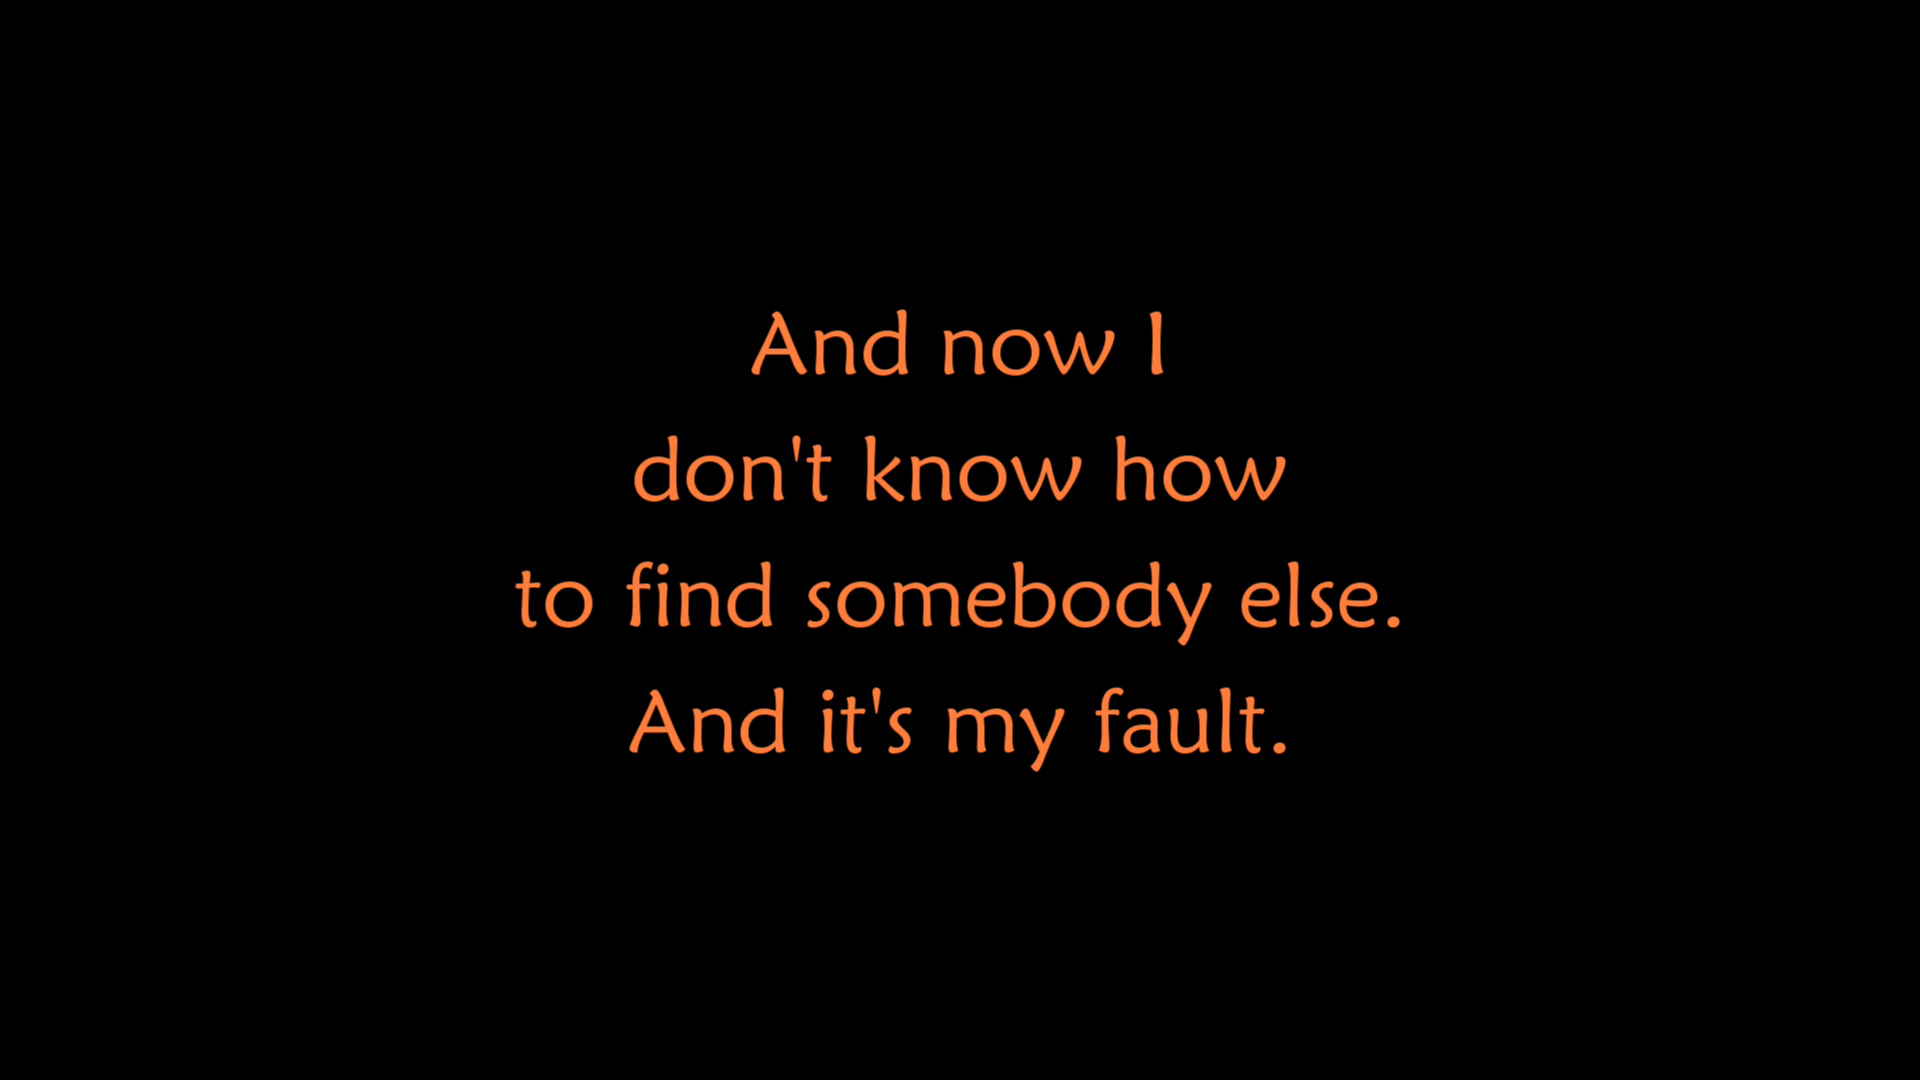 And now I
don't know how
to find somebody else.
And it's my fault.